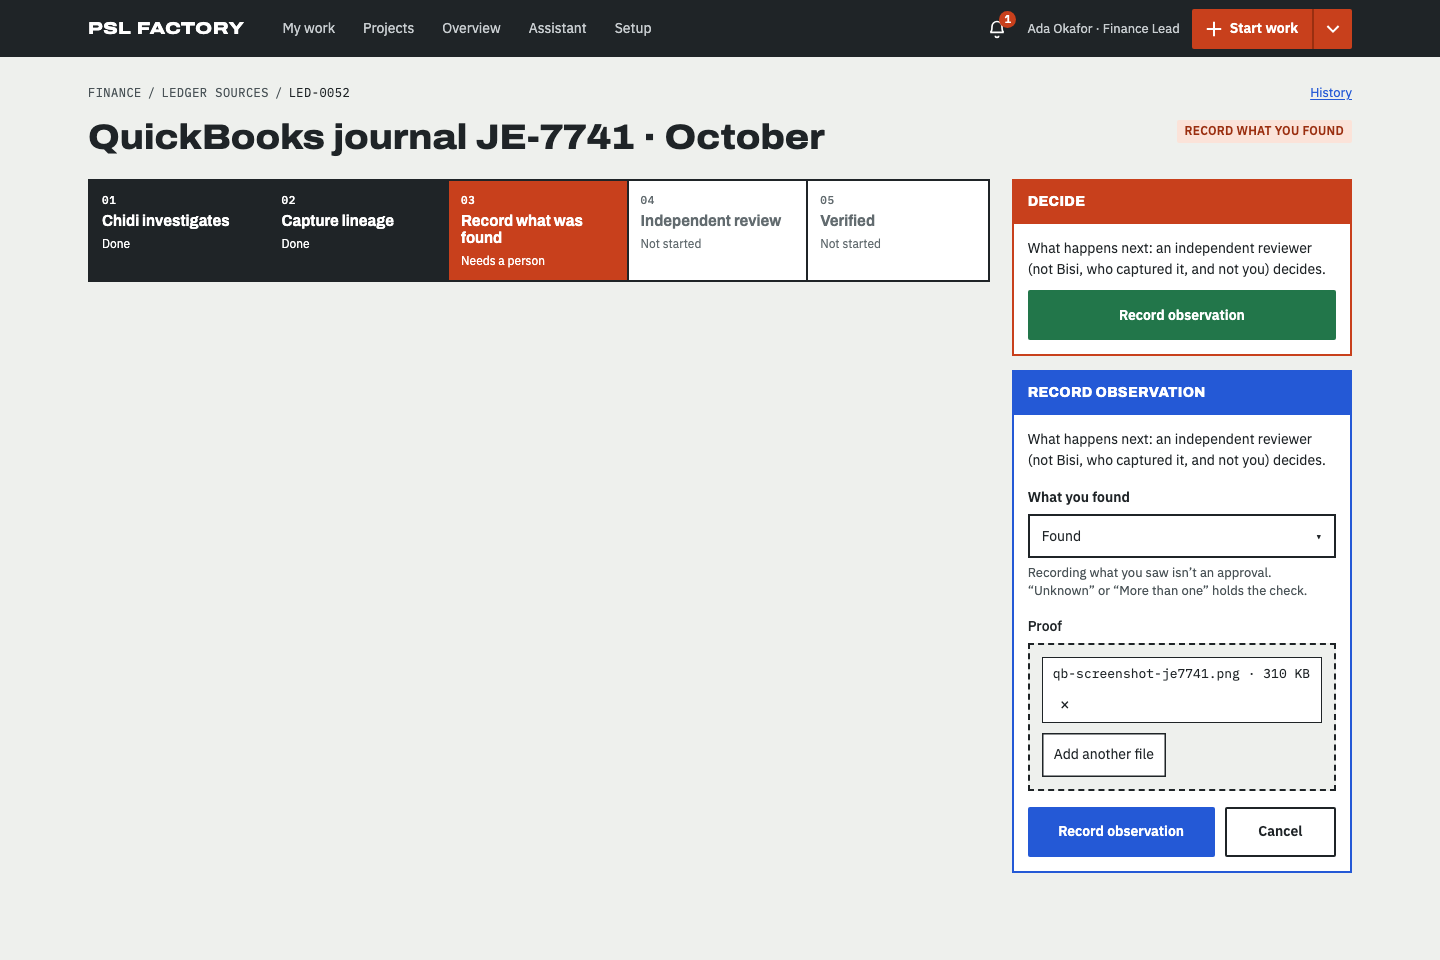 PSL FACTORY
My work
Projects
Overview
Assistant
Setup
1
Ada Okafor · Finance Lead
Start work
FINANCE / LEDGER SOURCES / LED-0052
History
QuickBooks journal JE-7741 · October
RECORD WHAT YOU FOUND
01
Chidi investigates
Done
02
Capture lineage
Done
03
Record what was
found
Needs a person
04
Independent review
Not started
05
Verified
Not started
DECIDE
What happens next: an independent reviewer
(not Bisi, who captured it, and not you) decides.
Record observation
RECORD OBSERVATION
What happens next: an independent reviewer
(not Bisi, who captured it, and not you) decides.
What you found
Found
Recording what you saw isn’t an approval.
“Unknown” or “More than one” holds the check.
Proof
qb-screenshot-je7741.png · 310 KB
×
Add another file
Record observation
Cancel